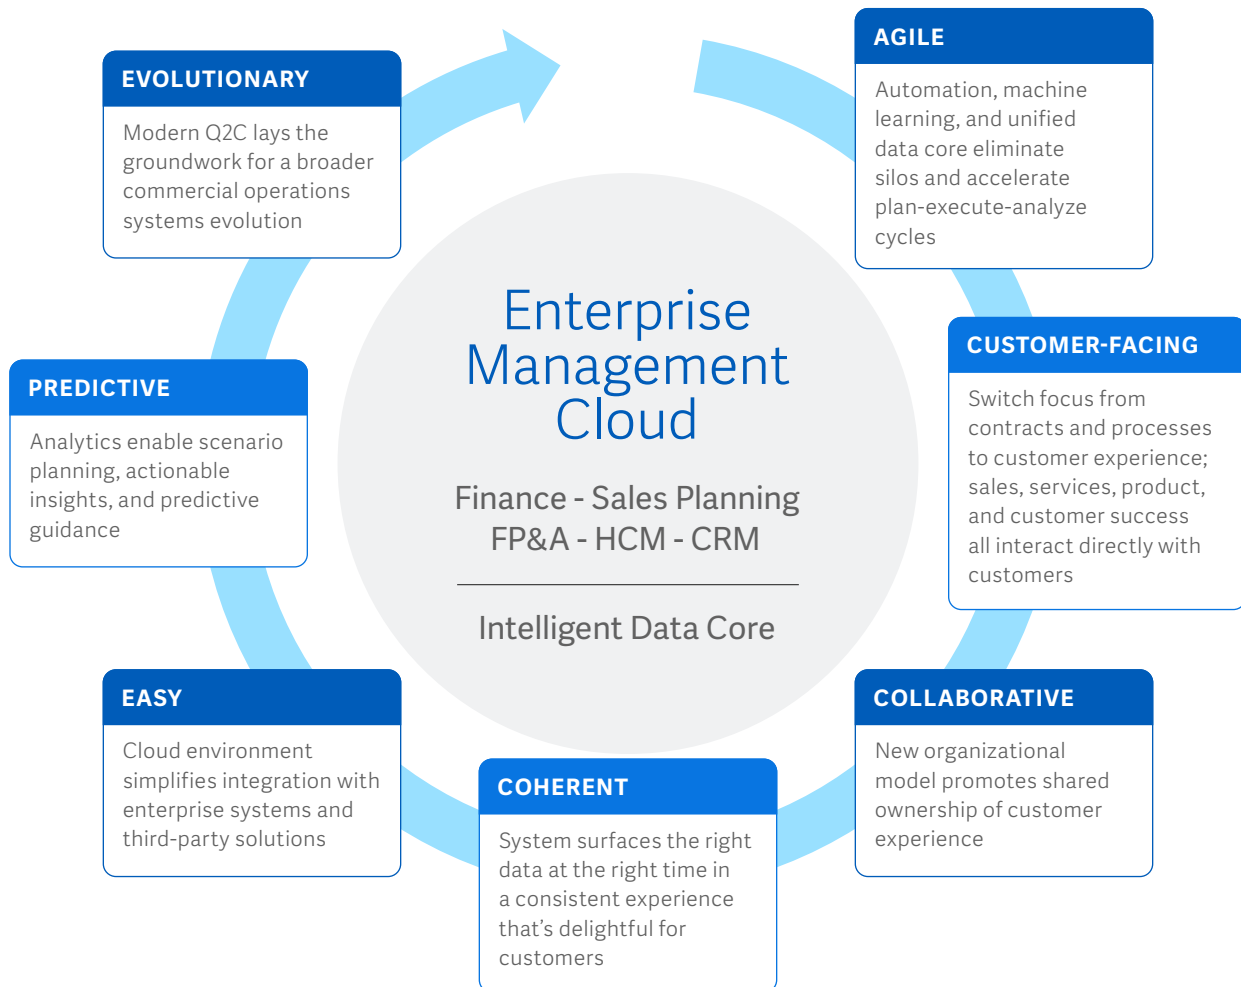 EVOLUTIONARY
Modern Q2C lays the
groundwork for a broader
commercial operations
systems evolution
AGILE
Automation, machine
learning, and unified
data core eliminate
silos and accelerate
plan-execute-analyze
cycles
Enterprise
Management
Cloud
Finance - Sales Planning
FP&A - HCM - CRM
Intelligent Data Core
CUSTOMER-FACING
Switch focus from
contracts and processes
to customer experience;
sales, services, product,
and customer success
all interact directly with
customers
PREDICTIVE
Analytics enable scenario
planning, actionable
insights, and predictive
guidance
EASY
Cloud environment
simplifies integration with
enterprise systems and
third-party solutions
COHERENT
System surfaces the right
data at the right time in
a consistent experience
that’s delightful for
customers
COLLABORATIVE
New organizational
model promotes shared
ownership of customer
experience